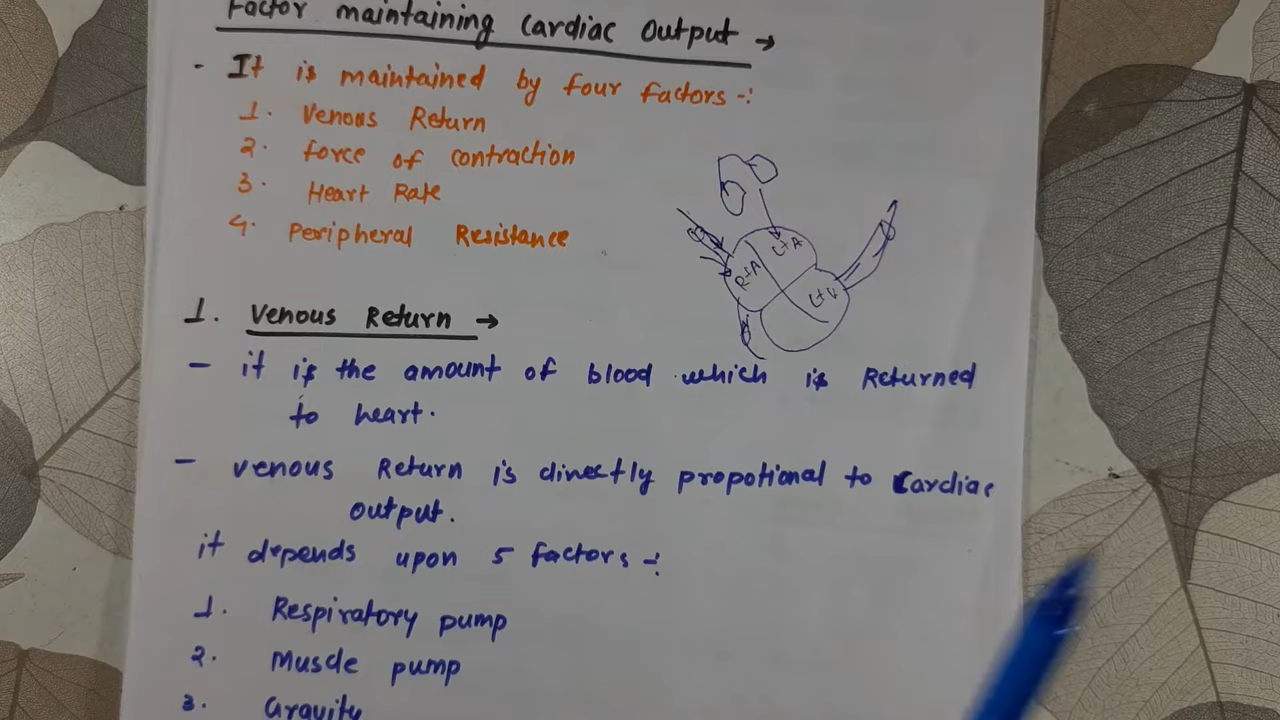 Factor maintaining Cardiac Output →
- It is maintained by four factors -:
1. Venous Return
2. force of contraction
3. Heart Rate
4. Peripheral Resistance
LtA
RtA
LtV
1. Venous Return →
- it is the amount of blood which is Returned
to heart.
- venous Return is directly propotional to Cardiac
output.
it depends upon 5 factors -:
1. Respiratory pump
2. Muscle pump
3. Gravity